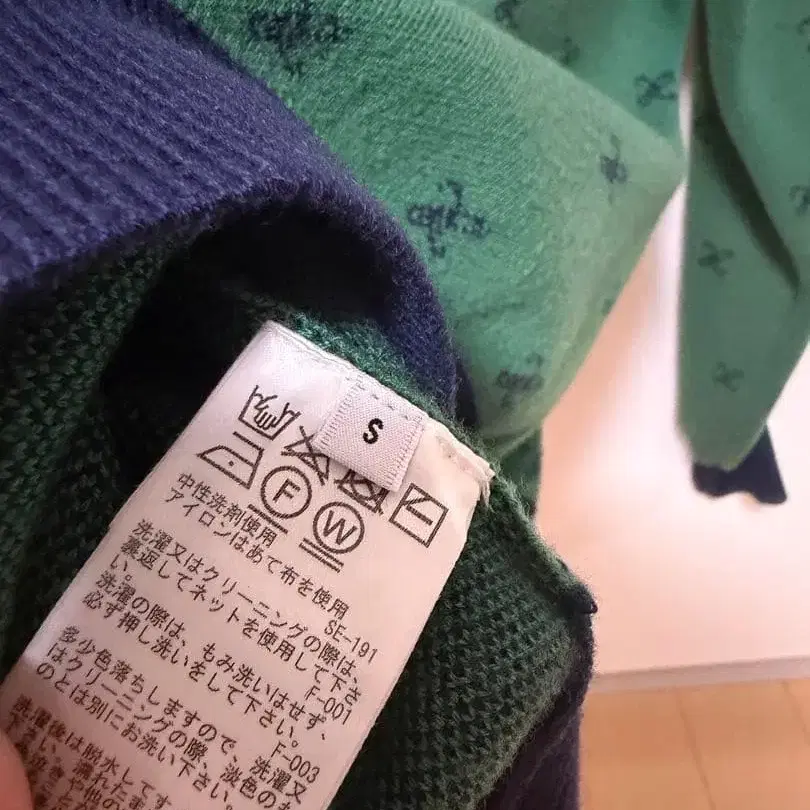 S
F
W
中性洗剤使用
アイロンはあて布を使用
SE-191
洗濯又はクリーニングの際は、
裏返してネットを使用して下さ
い。
F-001
洗濯の際は、もみ洗いはせず、
必ず押し洗いをして下さい。
F-003
多少色落ちしますので、洗濯又
はクリーニングの際、淡色のも
のとは別にお洗い下さい。
洗濯後は脱水してす